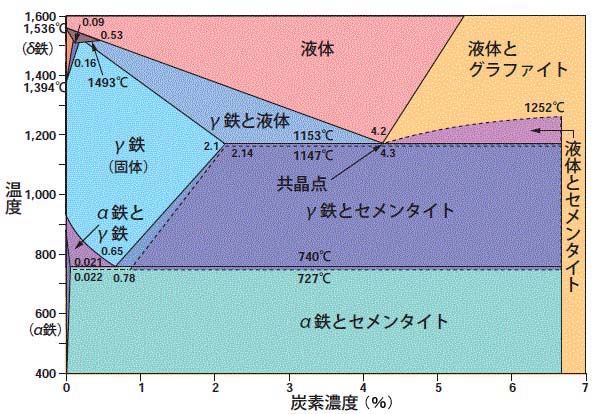 1,600
1,536℃
(δ鉄)
1,400
1,394℃
1,200
1,000
800
600
(α鉄)
400
温度
0.09
0.53
0.16
1493℃
液体
液体と
グラファイト
1252℃
γ鉄と液体
1153℃
4.2
2.1
2.14
1147℃
4.3
γ鉄
(固体)
共晶点
液体とセメンタイト
α鉄と
γ鉄
γ鉄とセメンタイト
0.65
0.021
740℃
0.022
0.78
727℃
α鉄とセメンタイト
0
1
2
3
4
5
6
7
炭素濃度(%)